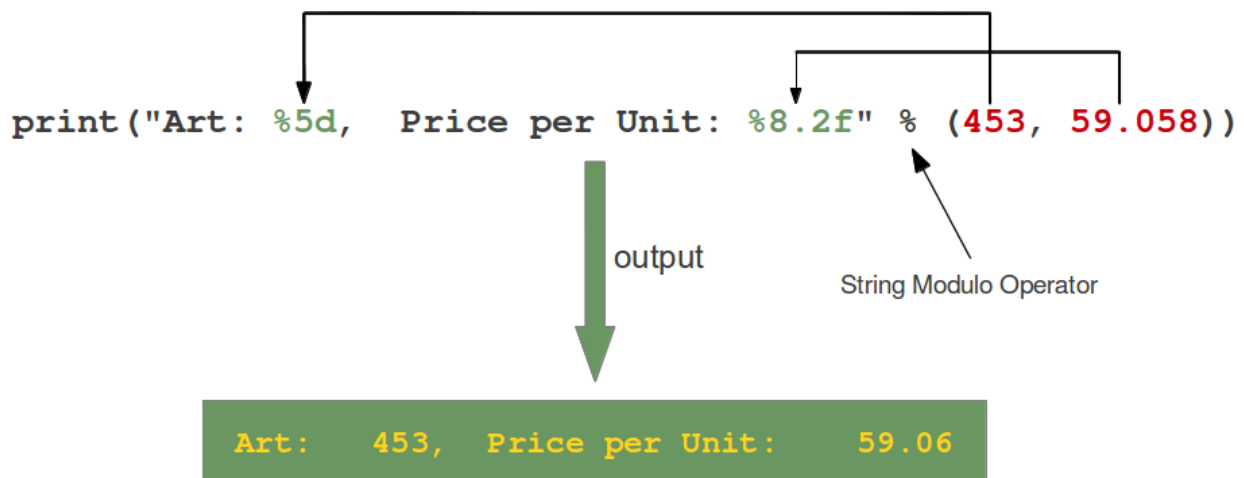 print("Art: %5d,  Price per Unit: %8.2f" % (453, 59.058))
output
String Modulo Operator
Art:   453,  Price per Unit:    59.06